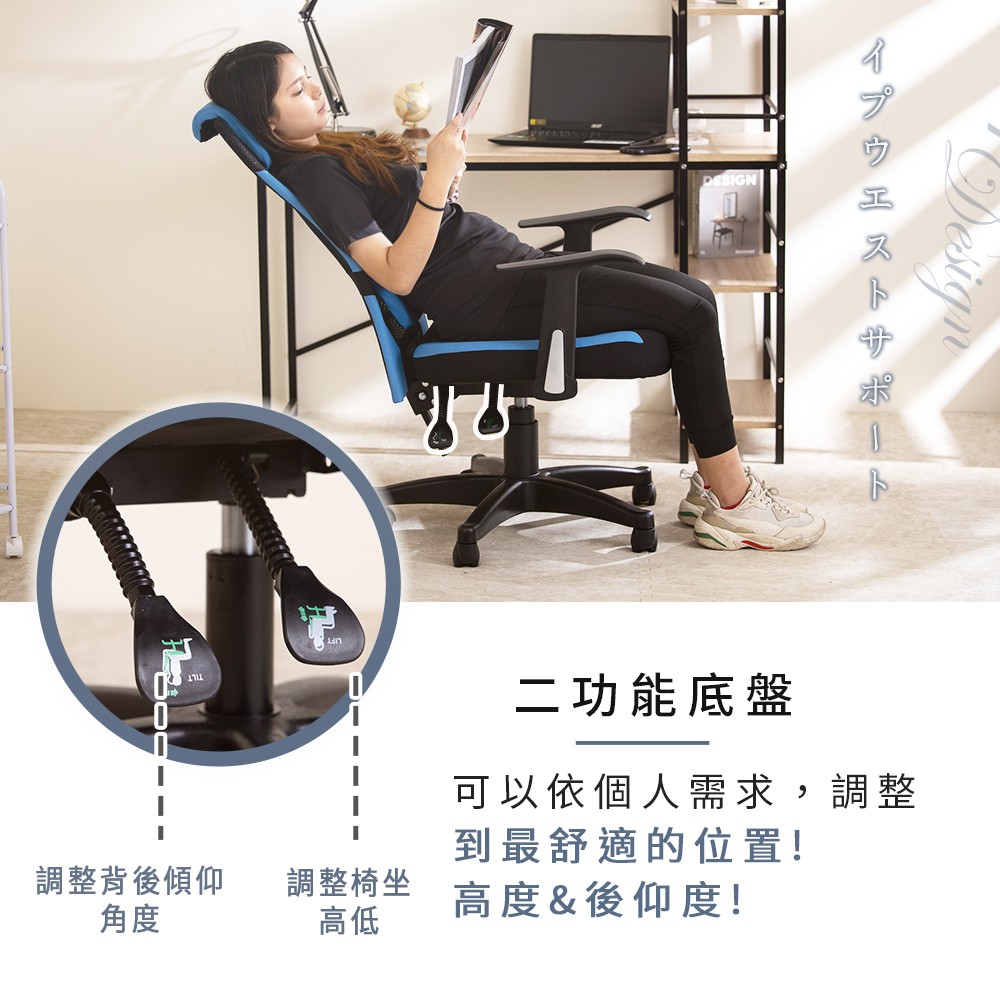 イプウエストサポート
Design
DESIGN
TILT
LIFT
二功能底盤
可以依個人需求，調整
到最舒適的位置!
高度&後仰度!
調整背後傾仰
角度
調整椅坐
高低